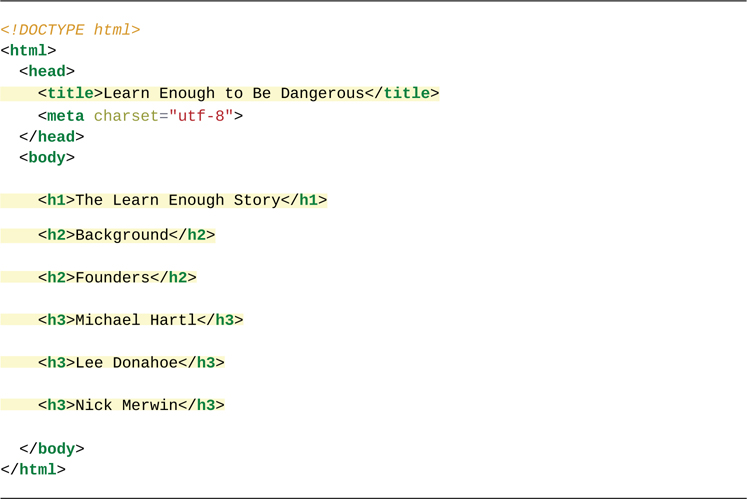 <!DOCTYPE html>
<html>
  <head>
    <title>Learn Enough to Be Dangerous</title>
    <meta charset="utf-8">
  </head>
  <body>
    <h1>The Learn Enough Story</h1>
    <h2>Background</h2>
    <h2>Founders</h2>
    <h3>Michael Hartl</h3>
    <h3>Lee Donahoe</h3>
    <h3>Nick Merwin</h3>
  </body>
</html>